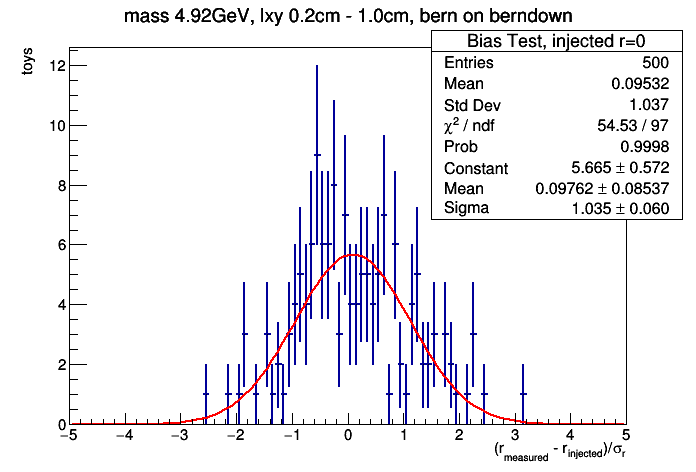 mass 4.92GeV, lxy 0.2cm - 1.0cm, bern on berndown
Bias Test, injected r=0
Entries 500
Mean 0.09532
Std Dev 1.037
χ² / ndf 54.53 / 97
Prob 0.9998
Constant 5.665 ± 0.572
Mean 0.09762 ± 0.08537
Sigma 1.035 ± 0.060
toys
12
10
8
6
4
2
0
−5 −4 −3 −2 −1 0 1 2 3 4 5
(r_measured - r_injected)/σ_r